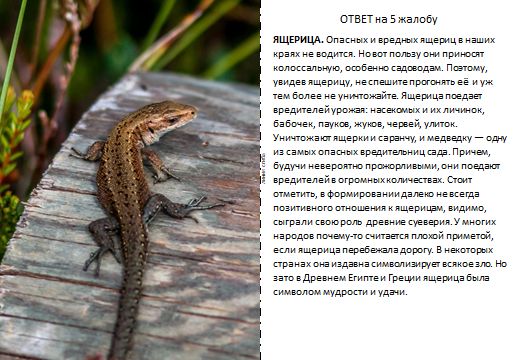 ОТВЕТ на 5 жалобу
ЯЩЕРИЦА. Опасных и вредных ящериц в наших
краях не водится. Но вот пользу они приносят
колоссальную, особенно садоводам. Поэтому,
увидев ящерицу, не спешите прогонять её и уж
тем более не уничтожайте. Ящерица поедает
вредителей урожая: насекомых и их личинок,
бабочек, пауков, жуков, червей, улиток.
Уничтожают ящерки и саранчу, и медведку — одну
из самых опасных вредительниц сада. Причем,
будучи невероятно прожорливыми, они поедают
вредителей в огромных количествах. Стоит
отметить, в формировании далеко не всегда
позитивного отношения к ящерицам, видимо,
сыграли свою роль древние суеверия. У многих
народов почему-то считается плохой приметой,
если ящерица перебежала дорогу. В некоторых
странах она издавна символизирует всякое зло. Но
зато в Древнем Египте и Греции ящерица была
символом мудрости и удачи.